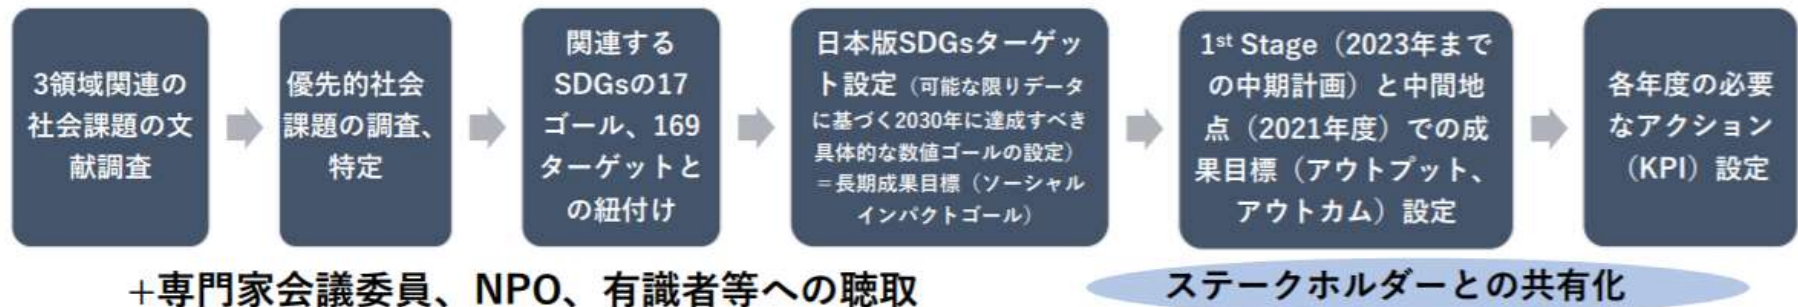 3領域関連の
社会課題の文
献調査
優先的社会
課題の調査、
特定
関連する
SDGsの17
ゴール、169
ターゲットと
の紐付け
日本版SDGsターゲッ
ト設定（可能な限りデータ
に基づく2030年に達成すべき
具体的な数値ゴールの設定）
＝長期成果目標（ソーシャル
インパクトゴール）
1st Stage（2023年まで
の中期計画）と中間地
点（2021年度）での成
果目標（アウトプット、
アウトカム）設定
各年度の必要
なアクション
（KPI）設定
+専門家会議委員、NPO、有識者等への聴取
ステークホルダーとの共有化